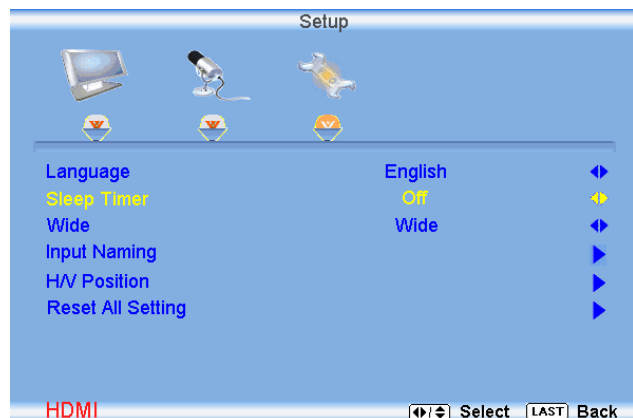 Setup
Language English
Sleep Timer Off
Wide Wide
Input Naming
H/V Position
Reset All Setting
HDMI Select LAST Back